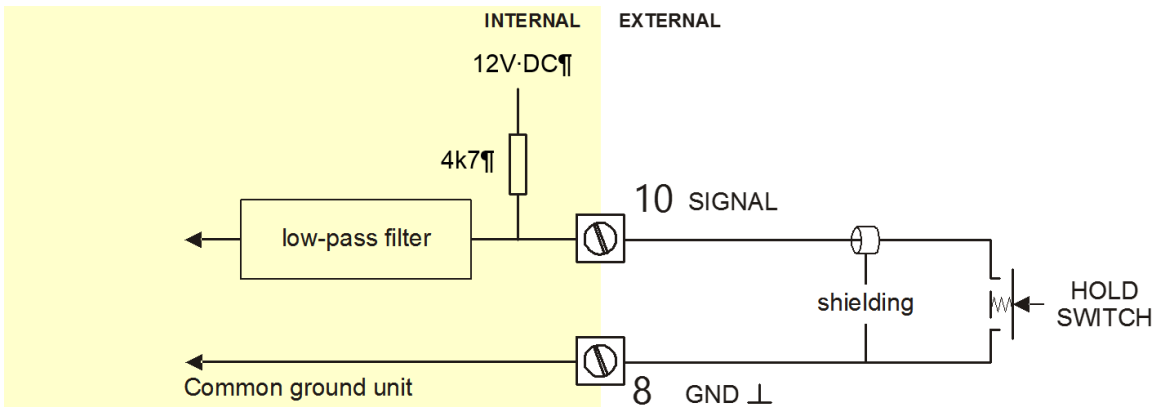 INTERNAL EXTERNAL
12V·DC¶
4k7¶
10 SIGNAL
low-pass filter
shielding
HOLD
SWITCH
Common ground unit
8 GND ⊥